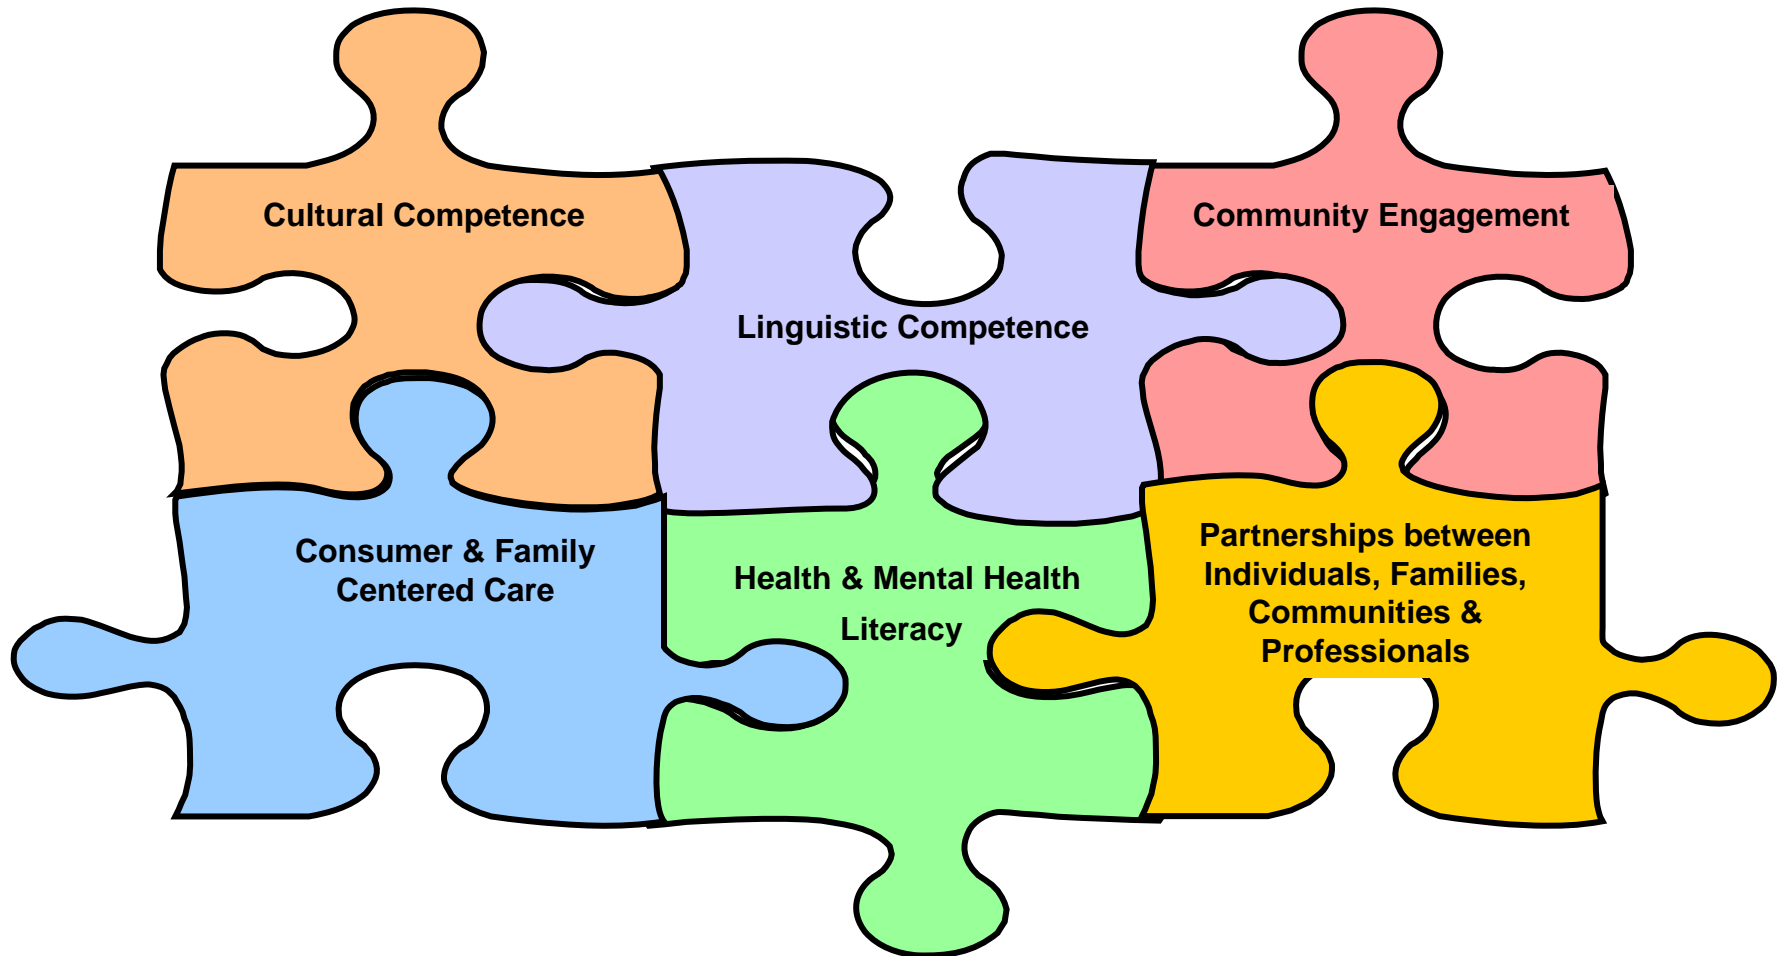 Cultural Competence
Community Engagement
Linguistic Competence
Consumer & Family
Centered Care
Health & Mental Health
Literacy
Partnerships between
Individuals, Families,
Communities &
Professionals